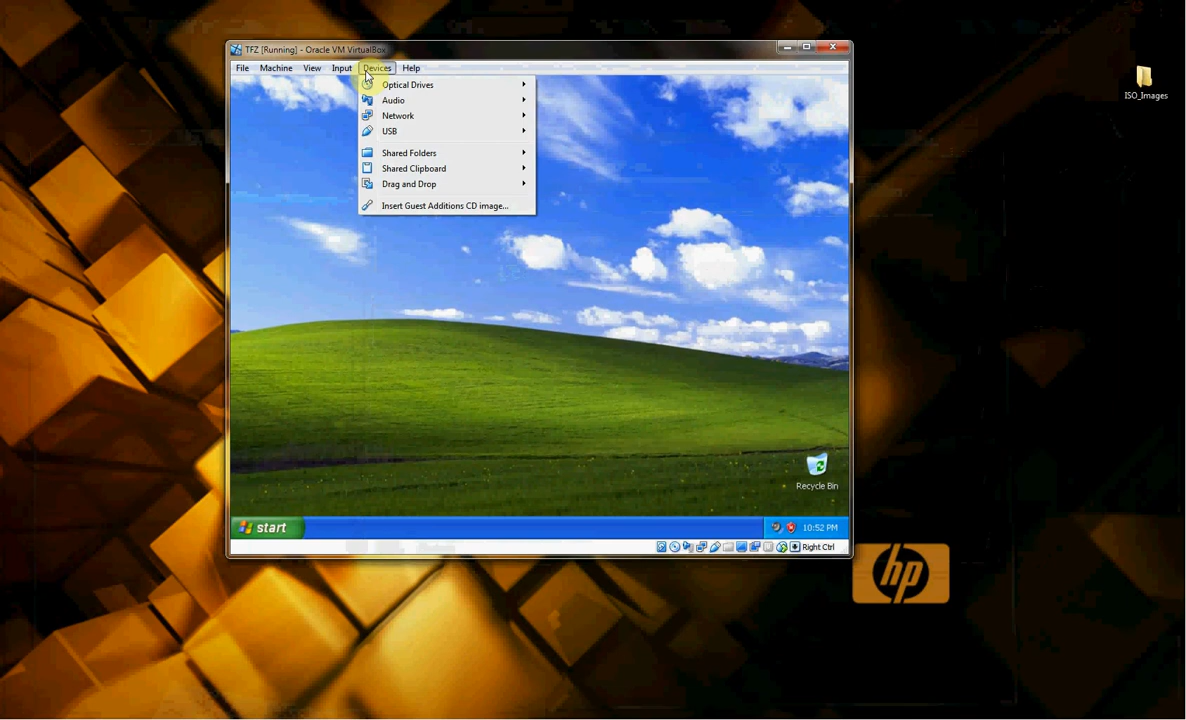 TFZ [Running] - Oracle VM VirtualBox
File Machine View Input Devices Help
Optical Drives
Audio
Network
USB
Shared Folders
Shared Clipboard
Drag and Drop
Insert Guest Additions CD image...
ISO_Images
Recycle Bin
start
10:52 PM
Right Ctrl
hp